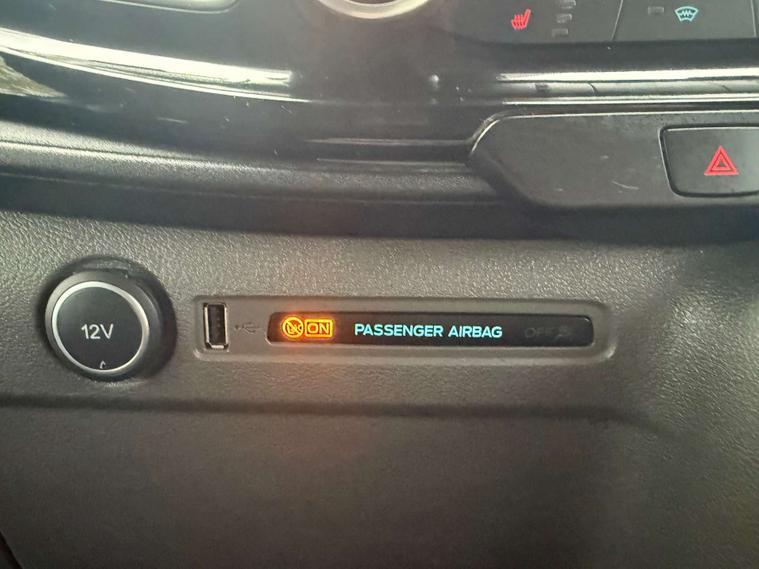 12V
ON PASSENGER AIRBAG OFF